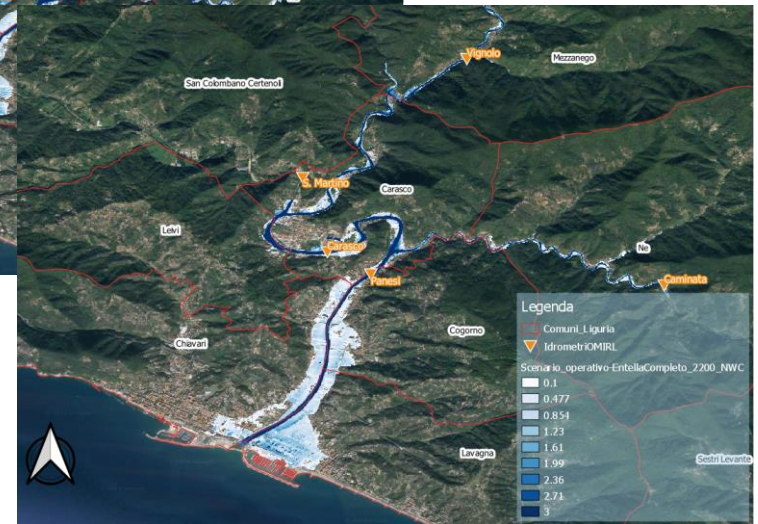 Vignolo
Mezzanego
San Colombano Certenoli
S. Martino
Carasco
Leivi
Carasco
Ne
Panesi
Caminata
Legenda
Comuni_Liguria
IdrometriOMIRL
Scenario_operativo-EntellaCompleto_2200_NWC
0.1
0.477
0.854
1.23
1.61
1.99
2.36
2.71
3
Cogorno
Chiavari
Lavagna
Sestri Levante